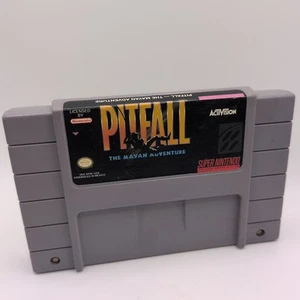 PITFALL — THE MAYAN ADVENTURE
LICENSED BY
Nintendo
ACTIVISION
PITFALL
THE MAYAN ADVENTURE
SUPER NINTENDO